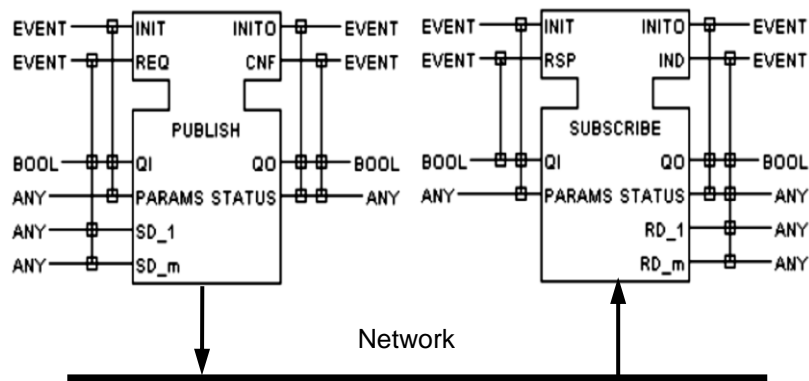 EVENT INIT INITO EVENT
EVENT REQ CNF EVENT
PUBLISH
BOOL QI QO BOOL
ANY PARAMS STATUS ANY
ANY SD_1
ANY SD_m
EVENT INIT INITO EVENT
EVENT RSP IND EVENT
SUBSCRIBE
BOOL QI QO BOOL
ANY PARAMS STATUS ANY
RD_1 ANY
RD_m ANY
Network